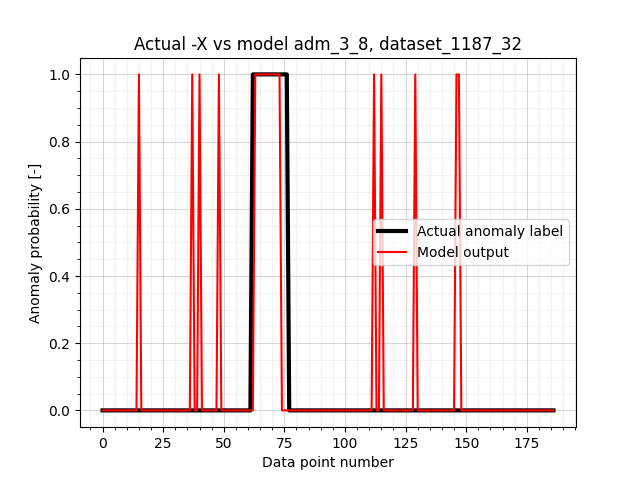 Actual -X vs model adm_3_8, dataset_1187_32
1.0
0.8
0.6
0.4
0.2
0.0
Anomaly probability [-]
Actual anomaly label
Model output
0 25 50 75 100 125 150 175
Data point number